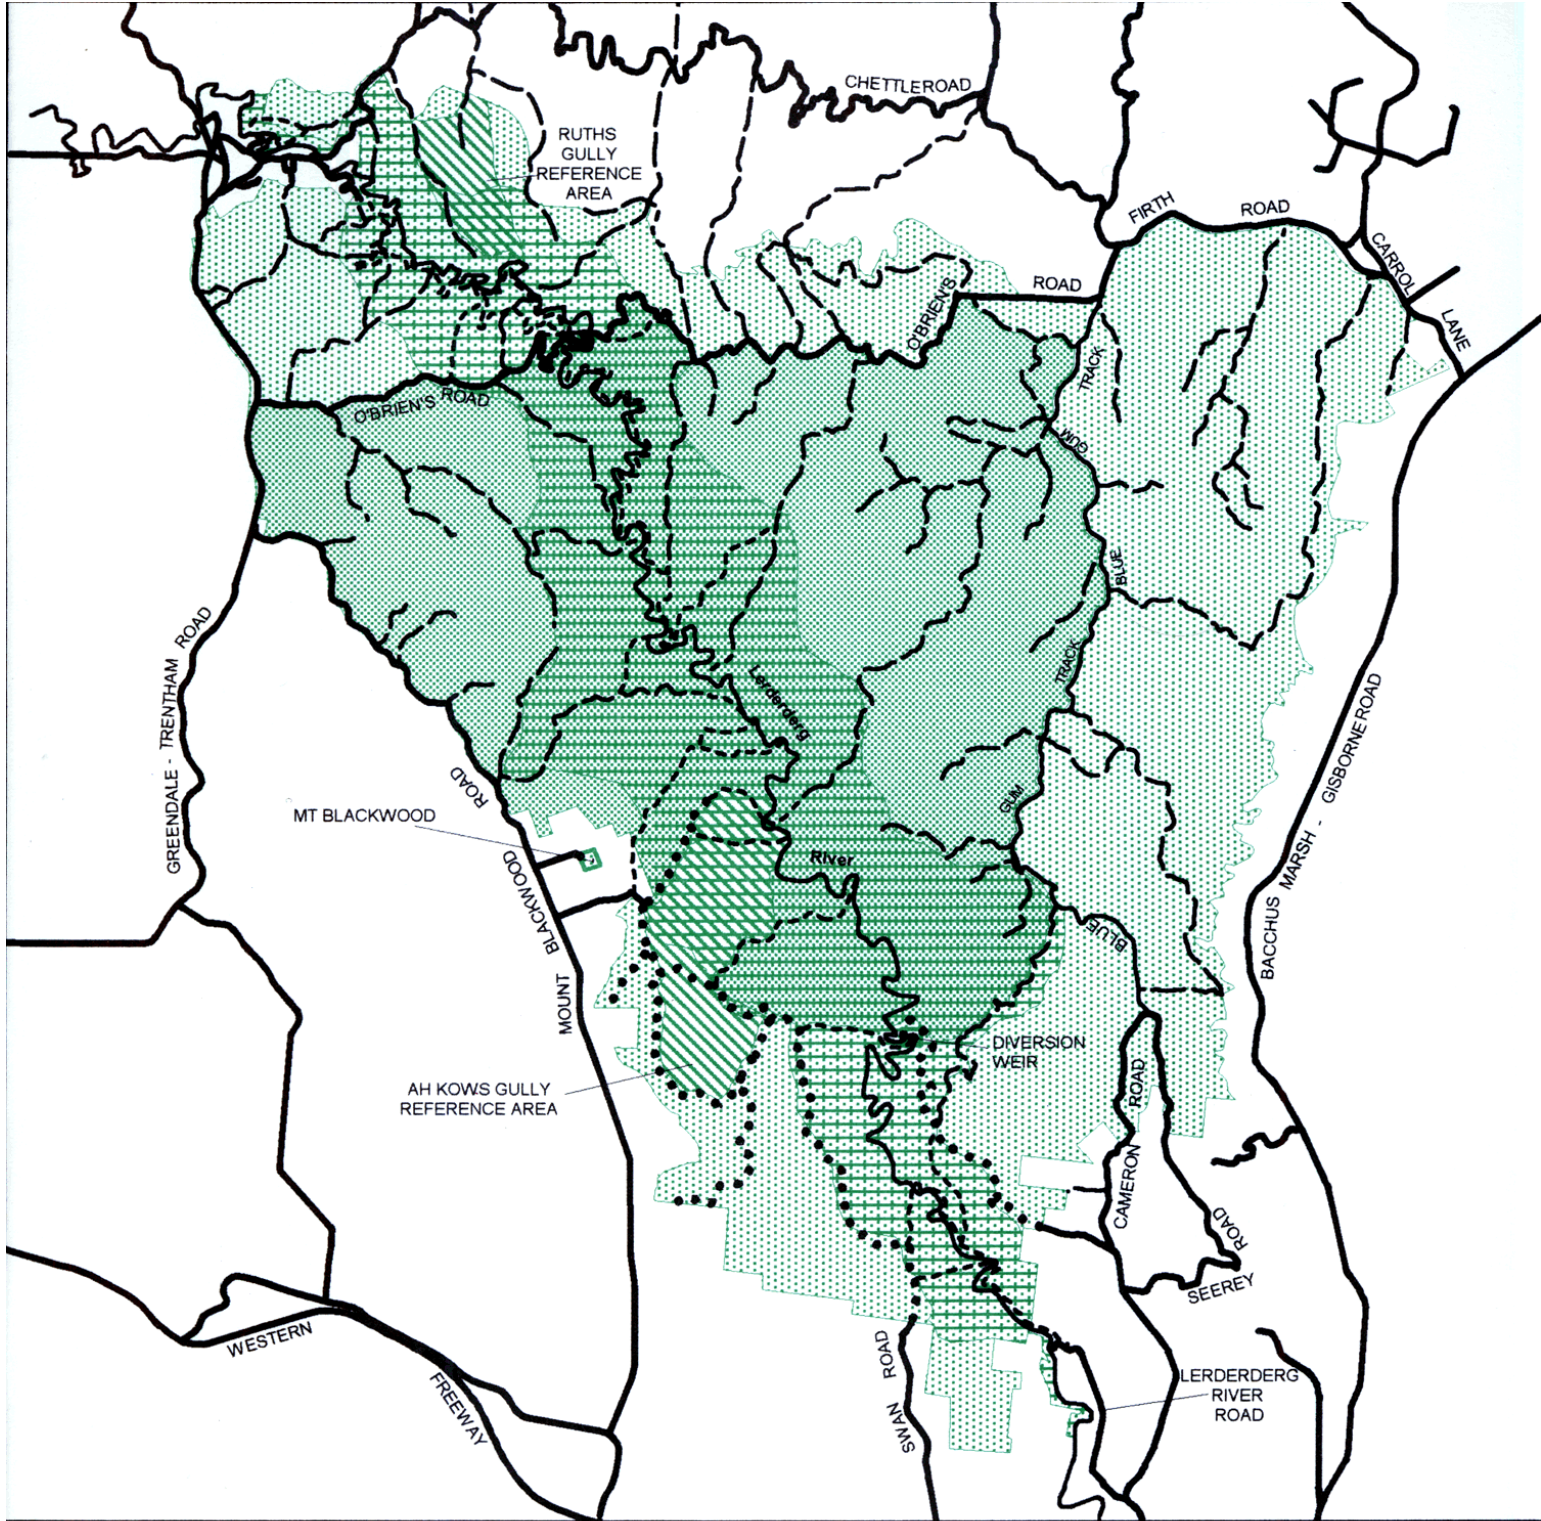 CHETTLE ROAD
RUTHS
GULLY
REFERENCE
AREA
FIRTH
ROAD
CARROL
LANE
O'BRIEN'S
ROAD
TRACK
GUM
BLUE
TRACK
GUM
BLUE
O'BRIEN'S ROAD
GREENDALE - TRENTHAM ROAD
Lerderderg
River
ROAD
BLACKWOOD
MOUNT
MT BLACKWOOD
BACCHUS MARSH - GISBORNE ROAD
DIVERSION
WEIR
AH KOWS GULLY
REFERENCE AREA
CAMERON ROAD
SEEREY
ROAD
WESTERN
FREEWAY
SWAN ROAD
LERDERDERG
RIVER
ROAD